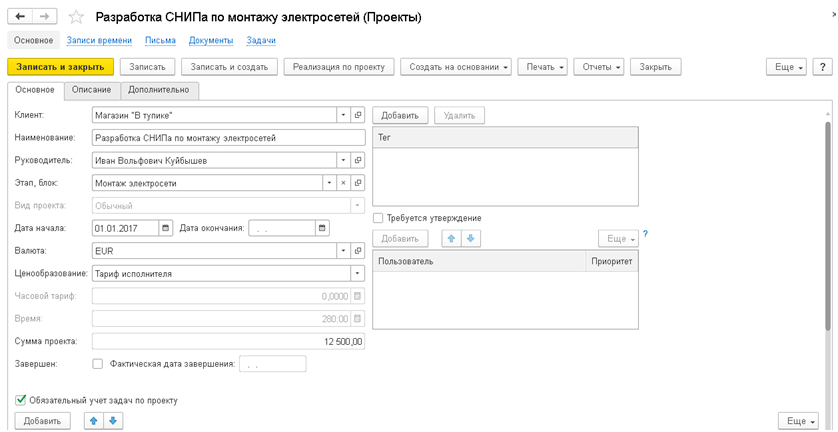 Разработка СНИПа по монтажу электросетей (Проекты)
Основное Записи времени Письма Документы Задачи
Записать и закрыть Записать Записать и создать Реализация по проекту Создать на основании Печать Отчеты Закрыть Еще ?
Основное Описание Дополнительно
Клиент: Магазин "В тупике" Добавить Удалить
Наименование: Разработка СНИПа по монтажу электросетей Тег
Руководитель: Иван Вольфович Куйбышев
Этап, блок: Монтаж электросети
Вид проекта: Обычный Требуется утверждение
Дата начала: 01.01.2017 Дата окончания: . . Добавить Еще ?
Валюта: EUR Пользователь Приоритет
Ценообразование: Тариф исполнителя
Часовой тариф: 0,0000
Время: 280:00
Сумма проекта: 12 500,00
Завершен: Фактическая дата завершения: . .
Обязательный учет задач по проекту
Добавить Еще